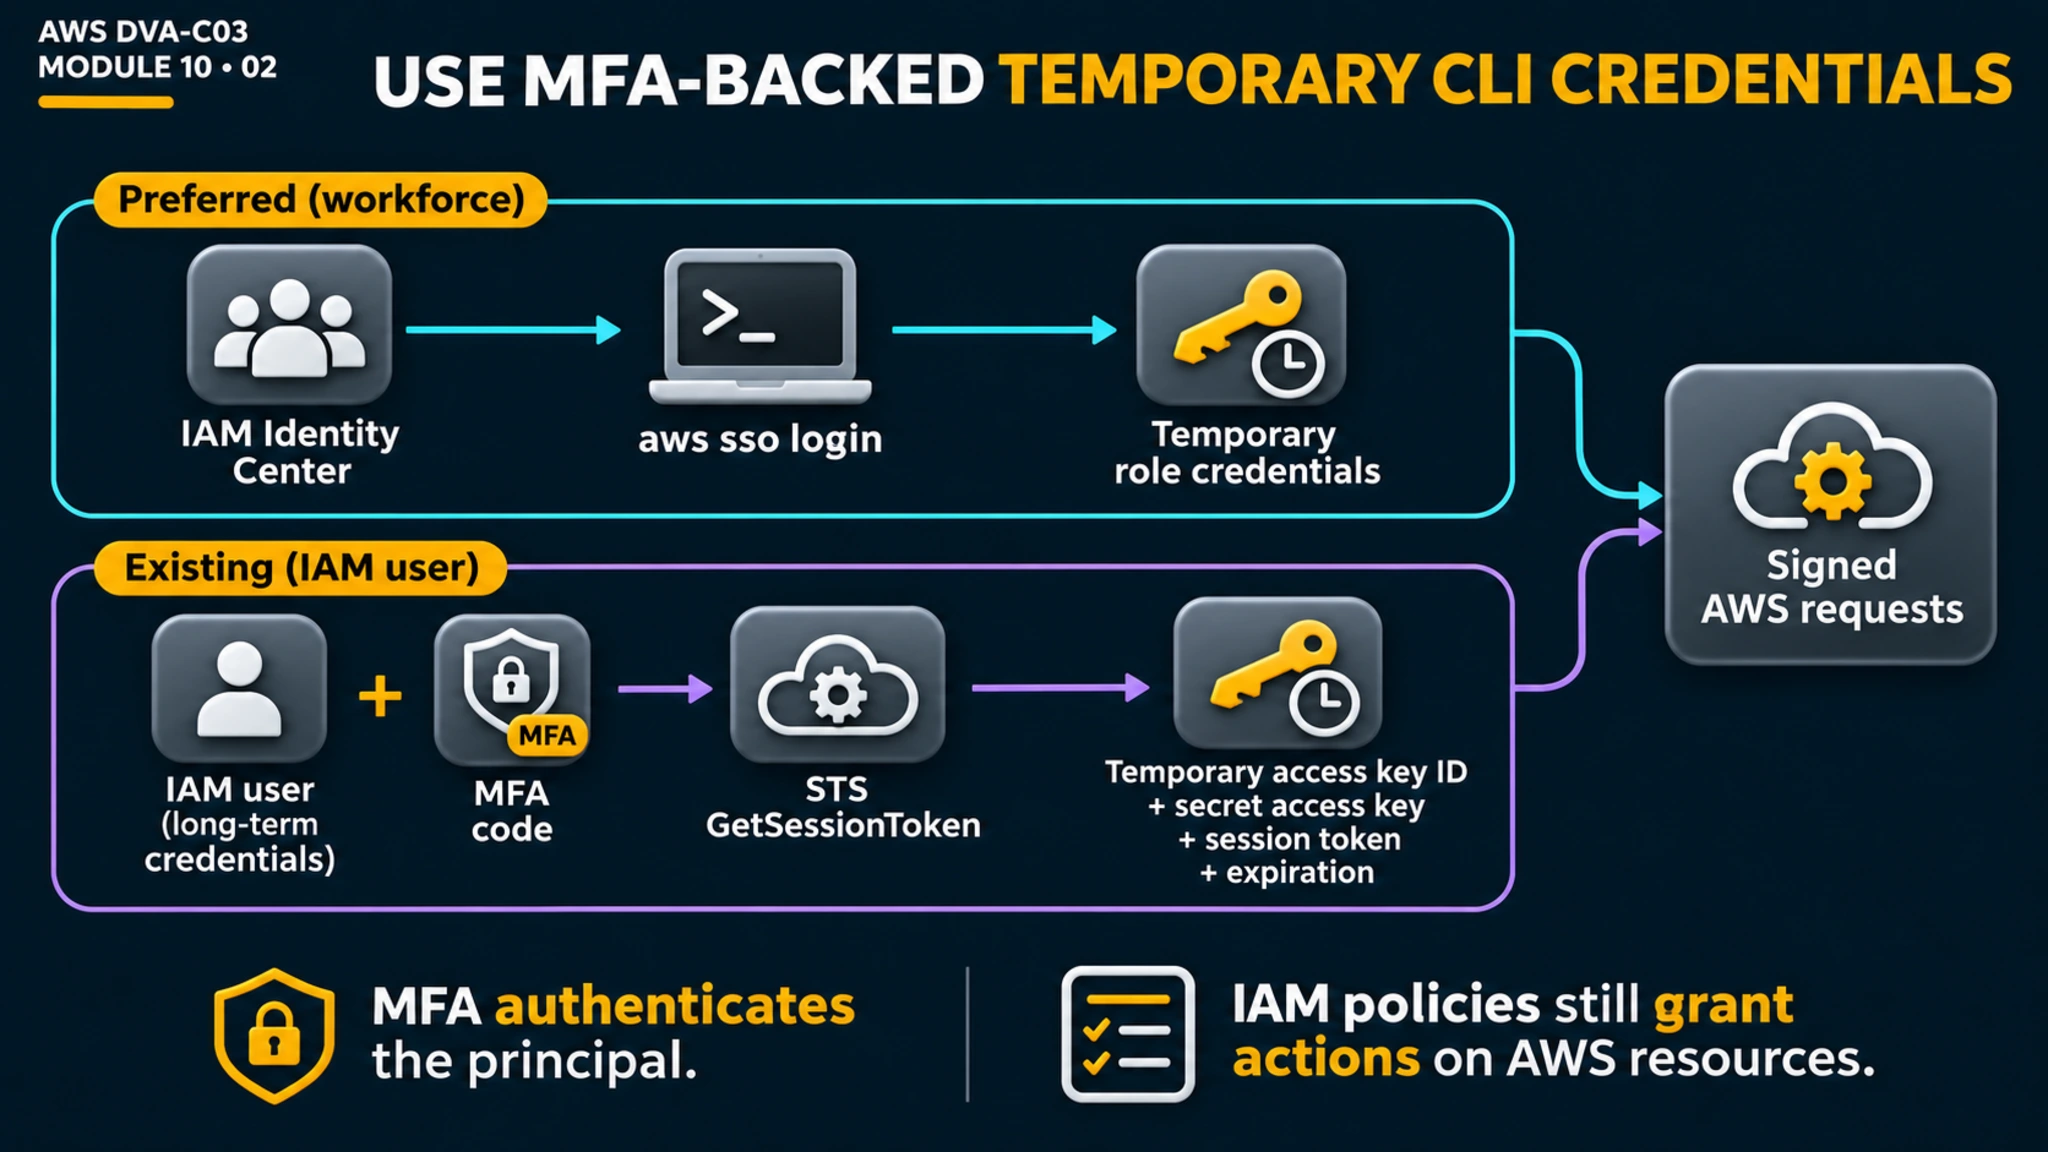 AWS DVA-C03
MODULE 10 • 02
USE MFA-BACKED TEMPORARY CLI CREDENTIALS
Preferred (workforce)
IAM Identity
Center
>_
aws sso login
Temporary
role credentials
Existing (IAM user)
IAM user
(long-term
credentials)
+
MFA
MFA
code
STS
GetSessionToken
Temporary access key ID
+ secret access key
+ session token
+ expiration
Signed
AWS requests
MFA authenticates
the principal.
IAM policies still grant
actions on AWS resources.